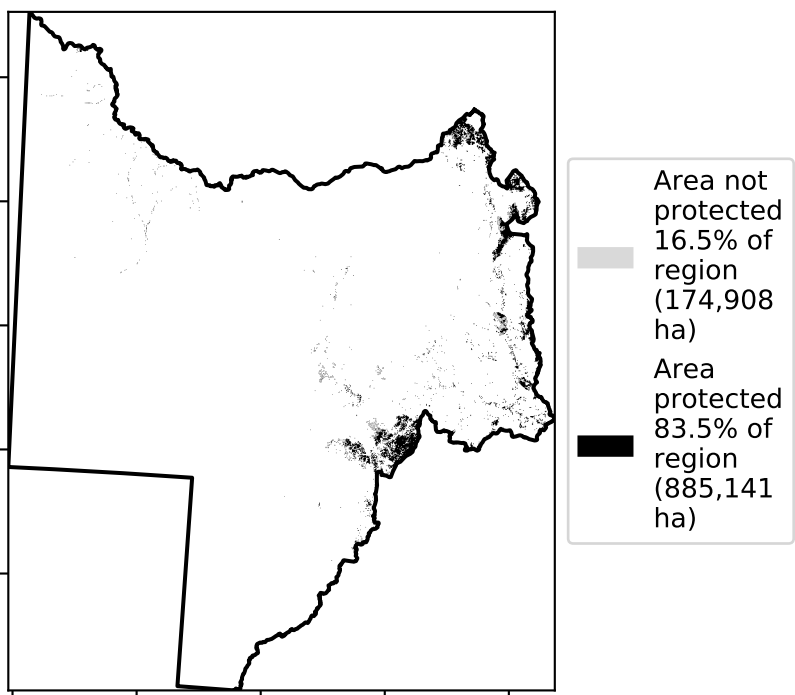 Area not
protected
16.5% of
region
(174,908
ha)
Area
protected
83.5% of
region
(885,141
ha)